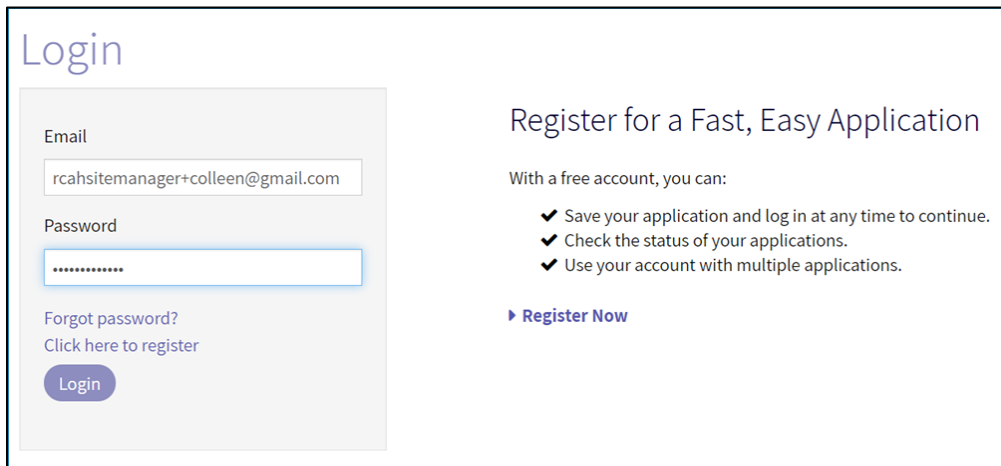 Login
Email
rcahsitemanager+colleen@gmail.com
Password
•••••••••••••
Forgot password?
Click here to register
Login
Register for a Fast, Easy Application
With a free account, you can:
✔ Save your application and log in at any time to continue.
✔ Check the status of your applications.
✔ Use your account with multiple applications.
Register Now